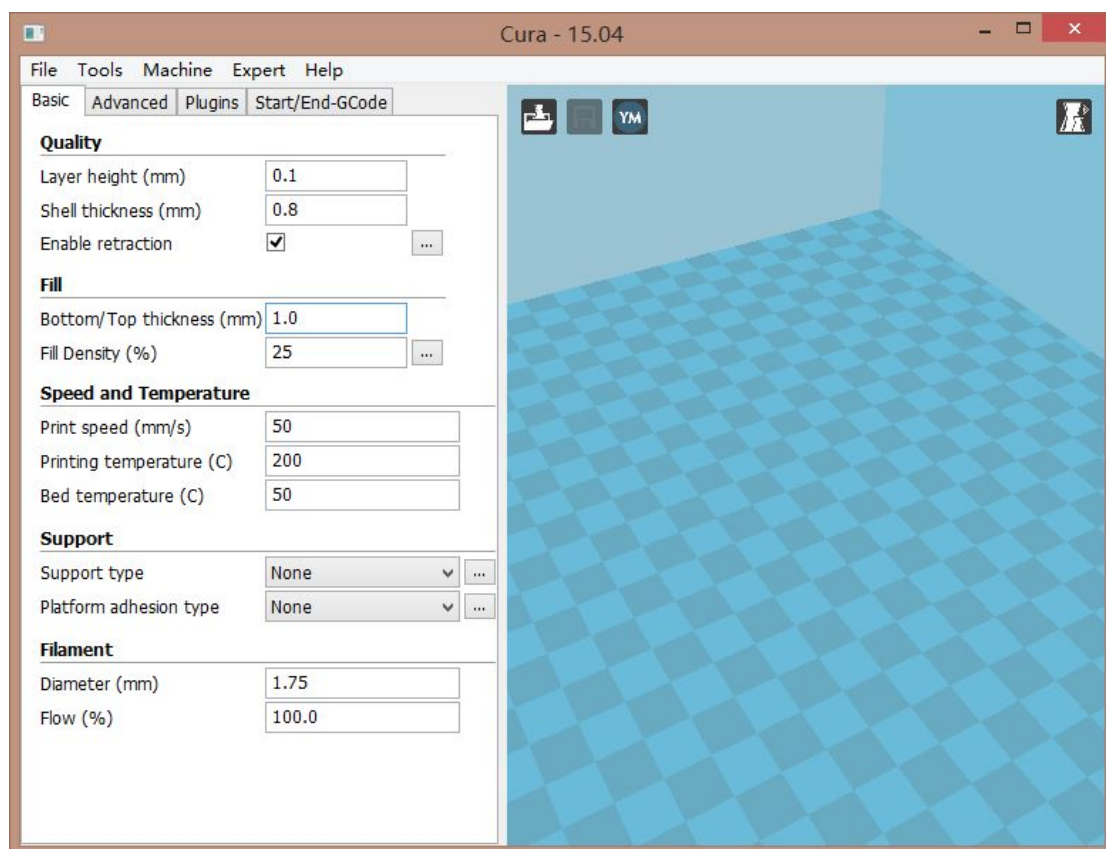 Cura - 15.04
File Tools Machine Expert Help
Basic Advanced Plugins Start/End-GCode
YM
Quality
Layer height (mm) 0.1
Shell thickness (mm) 0.8
Enable retraction ...
Fill
Bottom/Top thickness (mm) 1.0
Fill Density (%) 25 ...
Speed and Temperature
Print speed (mm/s) 50
Printing temperature (C) 200
Bed temperature (C) 50
Support
Support type None ...
Platform adhesion type None ...
Filament
Diameter (mm) 1.75
Flow (%) 100.0